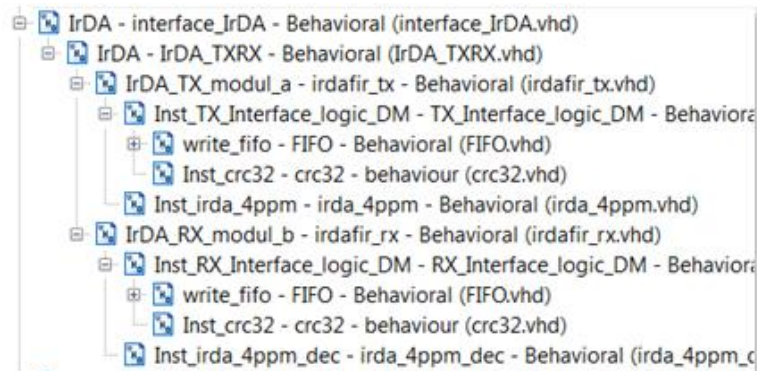 IrDA - interface_IrDA - Behavioral (interface_IrDA.vhd)
IrDA - IrDA_TXRX - Behavioral (IrDA_TXRX.vhd)
IrDA_TX_modul_a - irdafir_tx - Behavioral (irdafir_tx.vhd)
Inst_TX_Interface_logic_DM - TX_Interface_logic_DM - Behaviora
write_fifo - FIFO - Behavioral (FIFO.vhd)
Inst_crc32 - crc32 - behaviour (crc32.vhd)
Inst_irda_4ppm - irda_4ppm - Behavioral (irda_4ppm.vhd)
IrDA_RX_modul_b - irdafir_rx - Behavioral (irdafir_rx.vhd)
Inst_RX_Interface_logic_DM - RX_Interface_logic_DM - Behaviora
write_fifo - FIFO - Behavioral (FIFO.vhd)
Inst_crc32 - crc32 - behaviour (crc32.vhd)
Inst_irda_4ppm_dec - irda_4ppm_dec - Behavioral (irda_4ppm_d